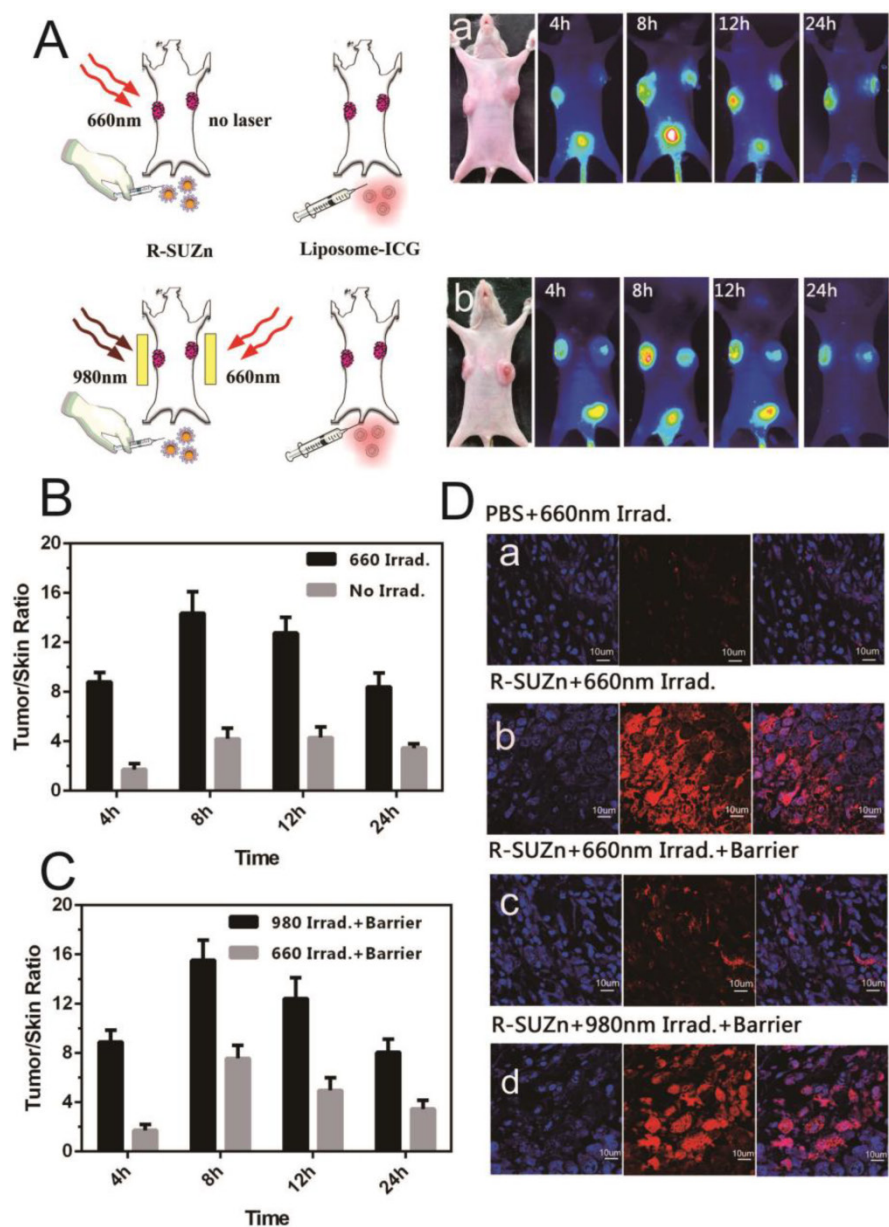 A
660nm
no laser
R-SUZn
Liposome-ICG
980nm
660nm
a
4h
8h
12h
24h
b
4h
8h
12h
24h
B
Tumor/Skin Ratio
20
16
12
8
4
0
660 Irrad.
No Irrad.
4h
8h
12h
24h
Time
C
Tumor/Skin Ratio
20
16
12
8
4
0
980 Irrad.+Barrier
660 Irrad.+Barrier
4h
8h
12h
24h
Time
D
PBS+660nm Irrad.
a
10um
10um
10um
R-SUZn+660nm Irrad.
b
10um
10um
10um
R-SUZn+660nm Irrad.+Barrier
c
10um
10um
10um
R-SUZn+980nm Irrad.+Barrier
d
10um
10um
10um